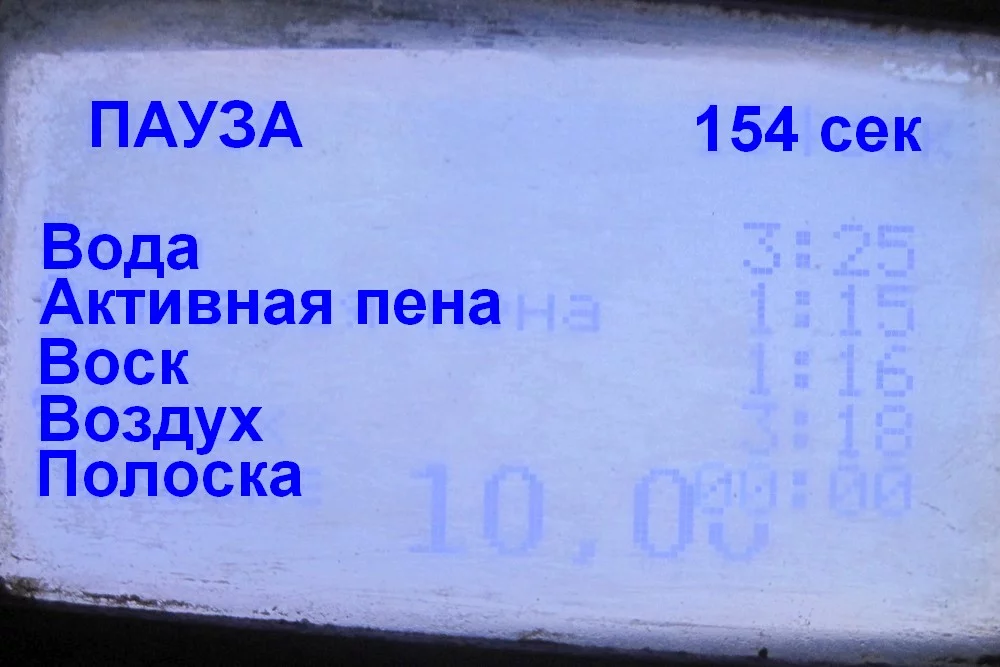 ПАУЗА 154 сек
Вода 3:25
Активная пена 1:15
Воск 1:16
Воздух 3:18
Полоска 00:00
10,00